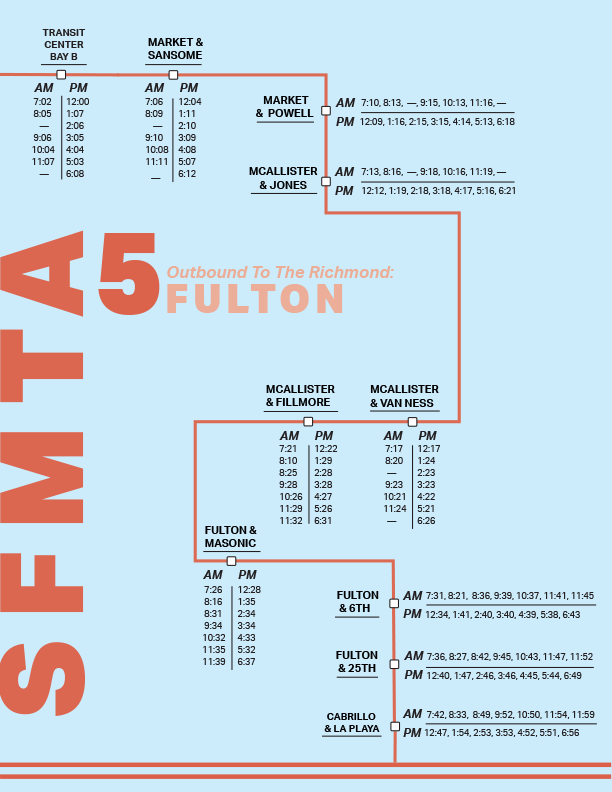 TRANSIT
CENTER
BAY B
AM PM
7:02 12:00
8:05 1:07
— 2:06
9:06 3:05
10:04 4:04
11:07 5:03
— 6:08
MARKET &
SANSOME
AM PM
7:06 12:04
8:09 1:11
— 2:10
9:10 3:09
10:08 4:08
11:11 5:07
— 6:12
MARKET
& POWELL
AM 7:10, 8:13, —, 9:15, 10:13, 11:16, —
PM 12:09, 1:16, 2:15, 3:15, 4:14, 5:13, 6:18
MCALLISTER
& JONES
AM 7:13, 8:16, —, 9:18, 10:16, 11:19, —
PM 12:12, 1:19, 2:18, 3:18, 4:17, 5:16, 6:21
SFMTA
5
Outbound To The Richmond:
FULTON
MCALLISTER
& FILLMORE
AM PM
7:21 12:22
8:10 1:29
8:25 2:28
9:28 3:28
10:26 4:27
11:29 5:26
11:32 6:31
MCALLISTER
& VAN NESS
AM PM
7:17 12:17
8:20 1:24
— 2:23
9:23 3:23
10:21 4:22
11:24 5:21
— 6:26
FULTON &
MASONIC
AM PM
7:26 12:28
8:16 1:35
8:31 2:34
9:34 3:34
10:32 4:33
11:35 5:32
11:39 6:37
FULTON
& 6TH
AM 7:31, 8:21, 8:36, 9:39, 10:37, 11:41, 11:45
PM 12:34, 1:41, 2:40, 3:40, 4:39, 5:38, 6:43
FULTON
& 25TH
AM 7:36, 8:27, 8:42, 9:45, 10:43, 11:47, 11:52
PM 12:40, 1:47, 2:46, 3:46, 4:45, 5:44, 6:49
CABRILLO
& LA PLAYA
AM 7:42, 8:33, 8:49, 9:52, 10:50, 11:54, 11:59
PM 12:47, 1:54, 2:53, 3:53, 4:52, 5:51, 6:56